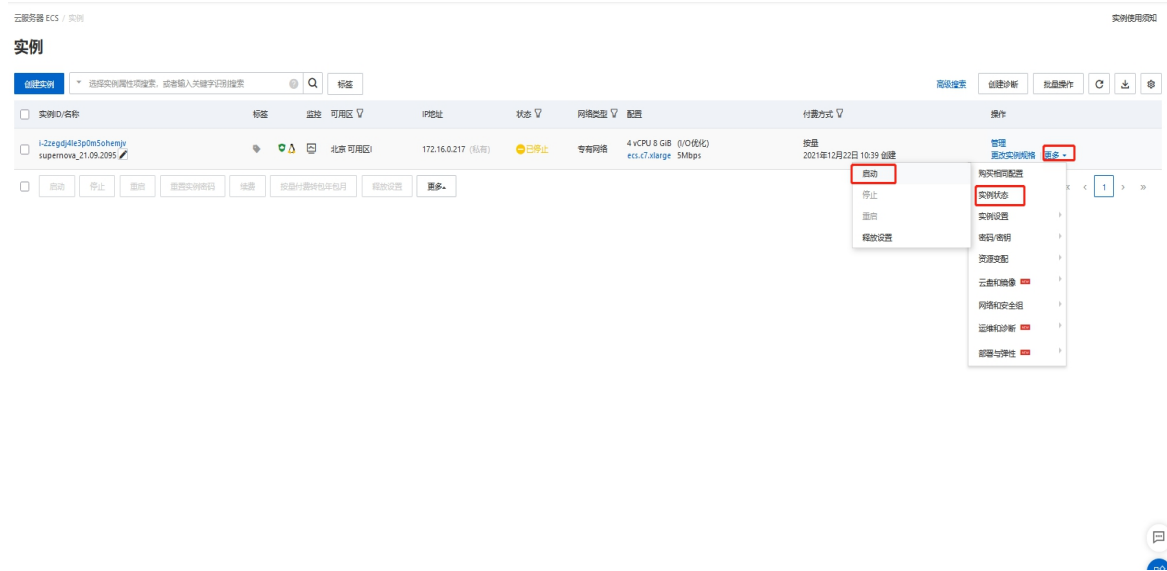 云服务器 ECS / 实例
实例使用须知
实例
创建实例
选择实例属性项搜索，或者输入关键字识别搜索
标签
高级搜索
创建诊断
批量操作
实例ID/名称 标签 监控 可用区 IP地址 状态 网络类型 配置 付费方式 操作
i-2zegdj4le3p0m5ohemjv
supernova_21.09.2095
北京 可用区I
172.16.0.217 (私有)
已停止
专有网络
4 vCPU 8 GiB (I/O优化)
ecs.c7.xlarge 5Mbps
按量
2021年12月22日 10:39 创建
管理
更改实例规格 更多
启动 停止 重启 重置实例密码 续费 按量付费转包年包月 释放设置 更多
1
启动
停止
重启
释放设置
购买相同配置
实例状态
实例设置
密码/密钥
资源变配
云盘和镜像 NEW
网络和安全组
运维和诊断 NEW
部署与弹性 NEW